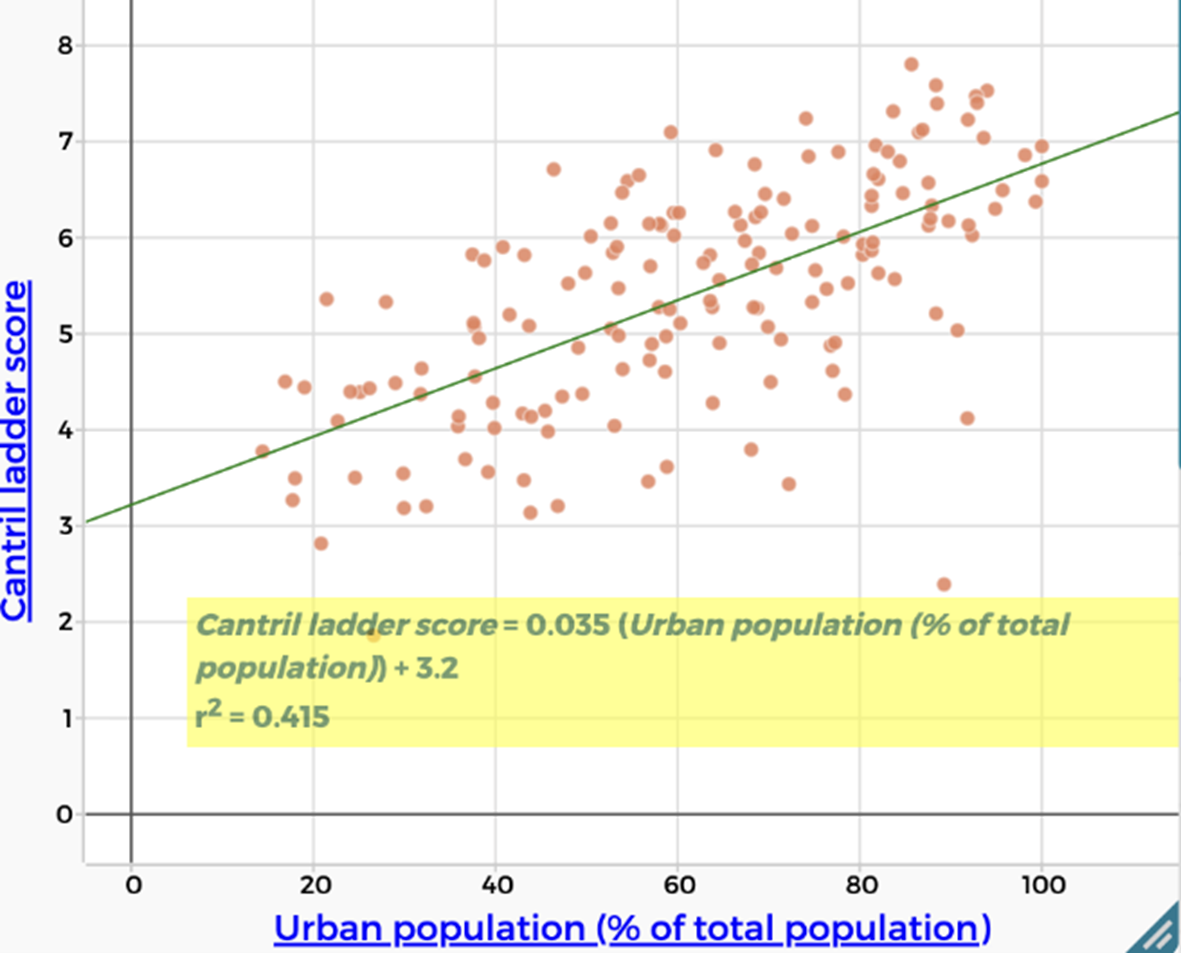 8
7
6
5
4
3
2
1
0
Cantril ladder score
Cantril ladder score = 0.035 (Urban population (% of total
population)) + 3.2
r² = 0.415
0 20 40 60 80 100
Urban population (% of total population)